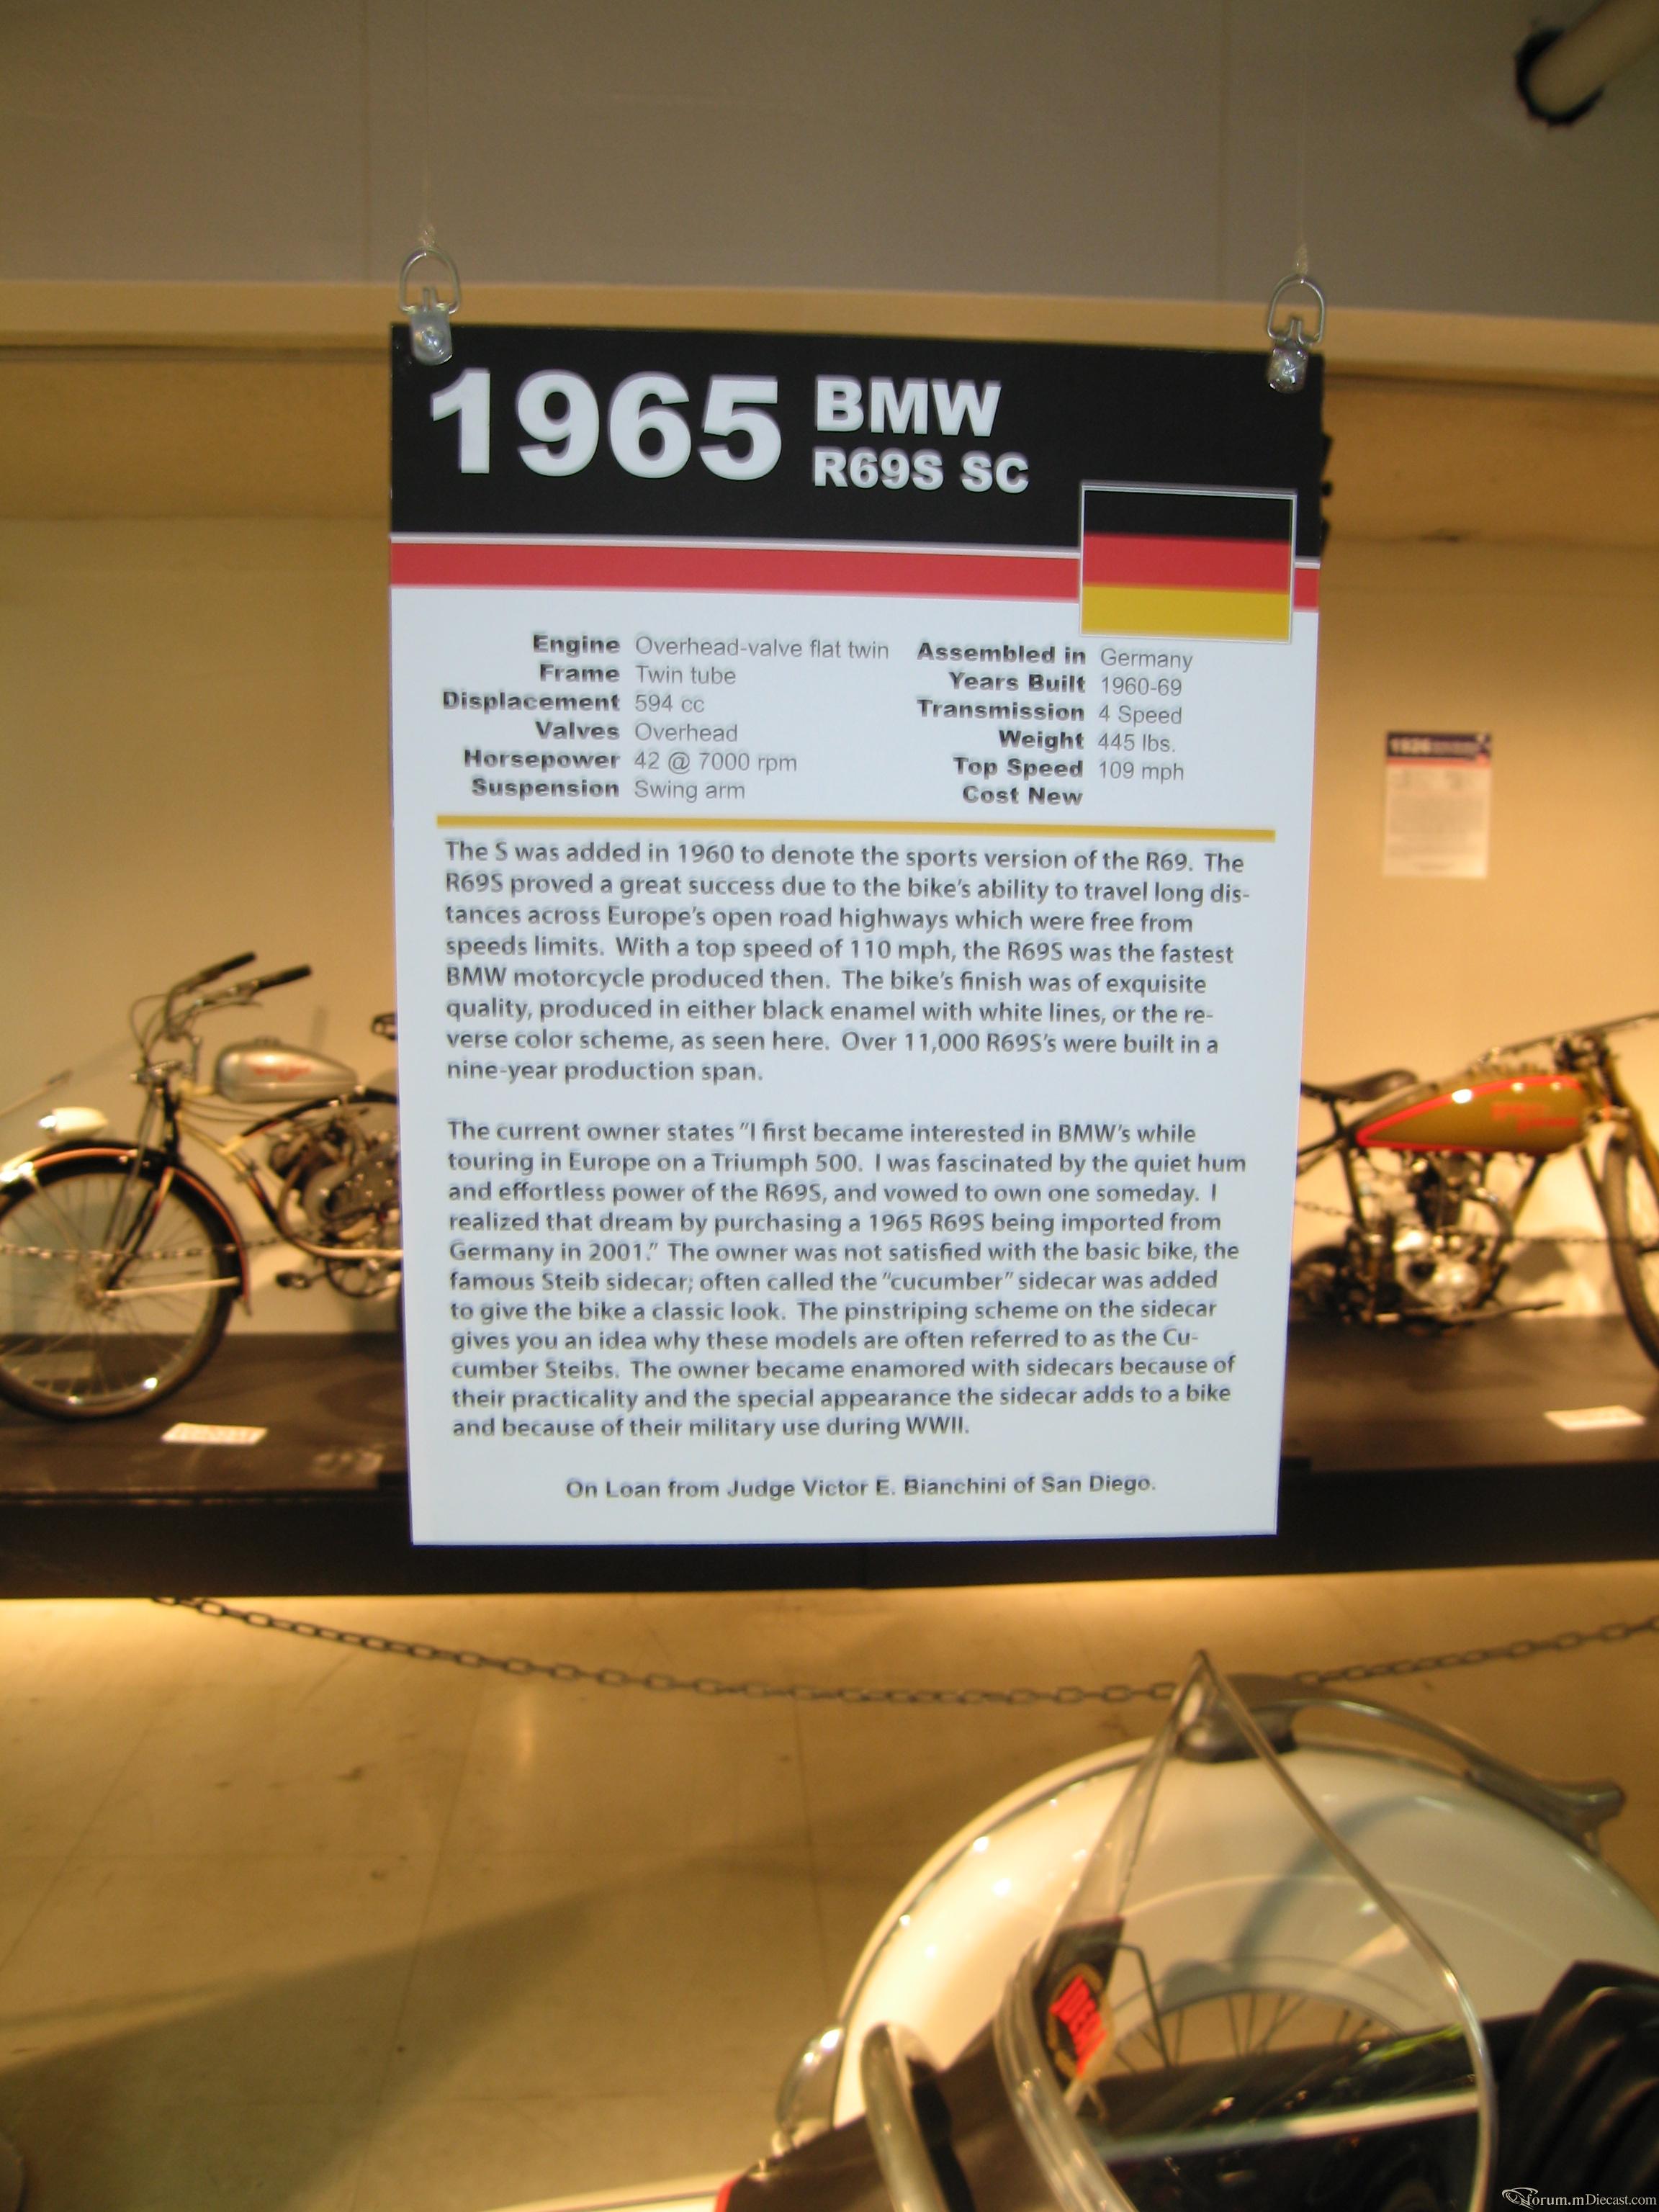 1965 BMW
R69S SC
Engine Overhead-valve flat twin
Frame Twin tube
Displacement 594 cc
Valves Overhead
Horsepower 42 @ 7000 rpm
Suspension Swing arm
Assembled in Germany
Years Built 1960-69
Transmission 4 Speed
Weight 445 lbs.
Top Speed 109 mph
Cost New
The S was added in 1960 to denote the sports version of the R69. The
R69S proved a great success due to the bike's ability to travel long dis-
tances across Europe's open road highways which were free from
speeds limits. With a top speed of 110 mph, the R69S was the fastest
BMW motorcycle produced then. The bike's finish was of exquisite
quality, produced in either black enamel with white lines, or the re-
verse color scheme, as seen here. Over 11,000 R69S's were built in a
nine-year production span.
The current owner states "I first became interested in BMW's while
touring in Europe on a Triumph 500. I was fascinated by the quiet hum
and effortless power of the R69S, and vowed to own one someday. I
realized that dream by purchasing a 1965 R69S being imported from
Germany in 2001." The owner was not satisfied with the basic bike, the
famous Steib sidecar; often called the "cucumber" sidecar was added
to give the bike a classic look. The pinstriping scheme on the sidecar
gives you an idea why these models are often referred to as the Cu-
cumber Steibs. The owner became enamored with sidecars because of
their practicality and the special appearance the sidecar adds to a bike
and because of their military use during WWII.
On Loan from Judge Victor E. Bianchini of San Diego.
1926
forum.mDiecast.com